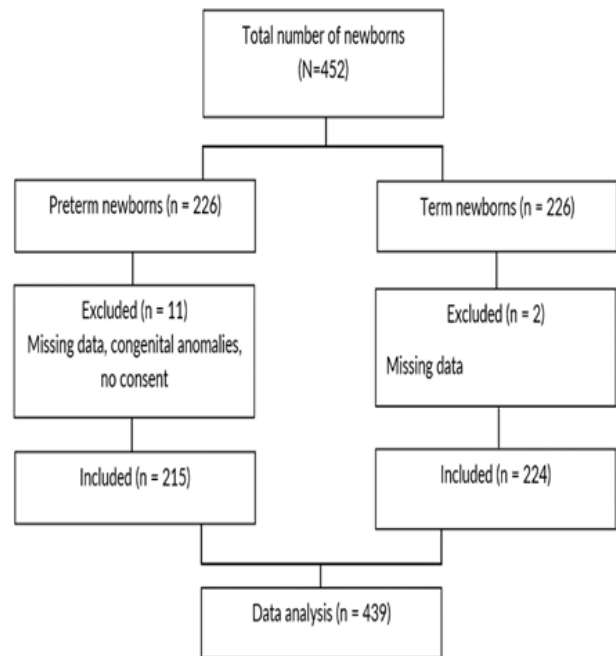 Total number of newborns
(N=452)
Preterm newborns (n = 226)
Term newborns (n = 226)
Excluded (n = 11)
Missing data, congenital anomalies,
no consent
Excluded (n = 2)
Missing data
Included (n = 215)
Included (n = 224)
Data analysis (n = 439)